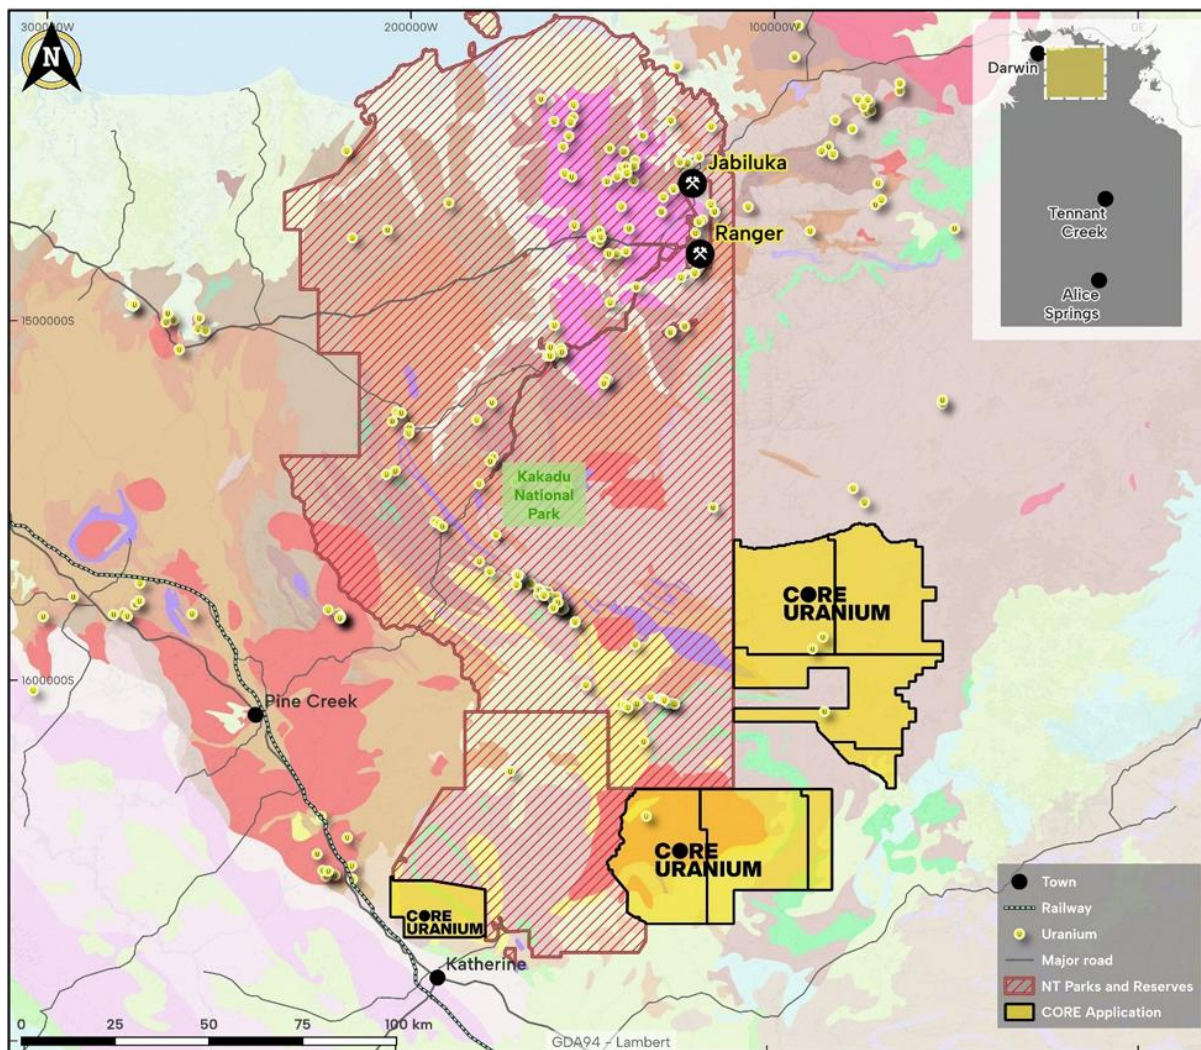 300000W
200000W
100000W
0E
N
Darwin
Tennant
Creek
Alice
Springs
Jabiluka
Ranger
1500000S
Kakadu
National
Park
CORE
URANIUM
1600000S
Pine Creek
CORE
URANIUM
CORE
URANIUM
Katherine
Town
Railway
U Uranium
Major road
NT Parks and Reserves
CORE Application
0 25 50 75 100 km
GDA94 - Lambert